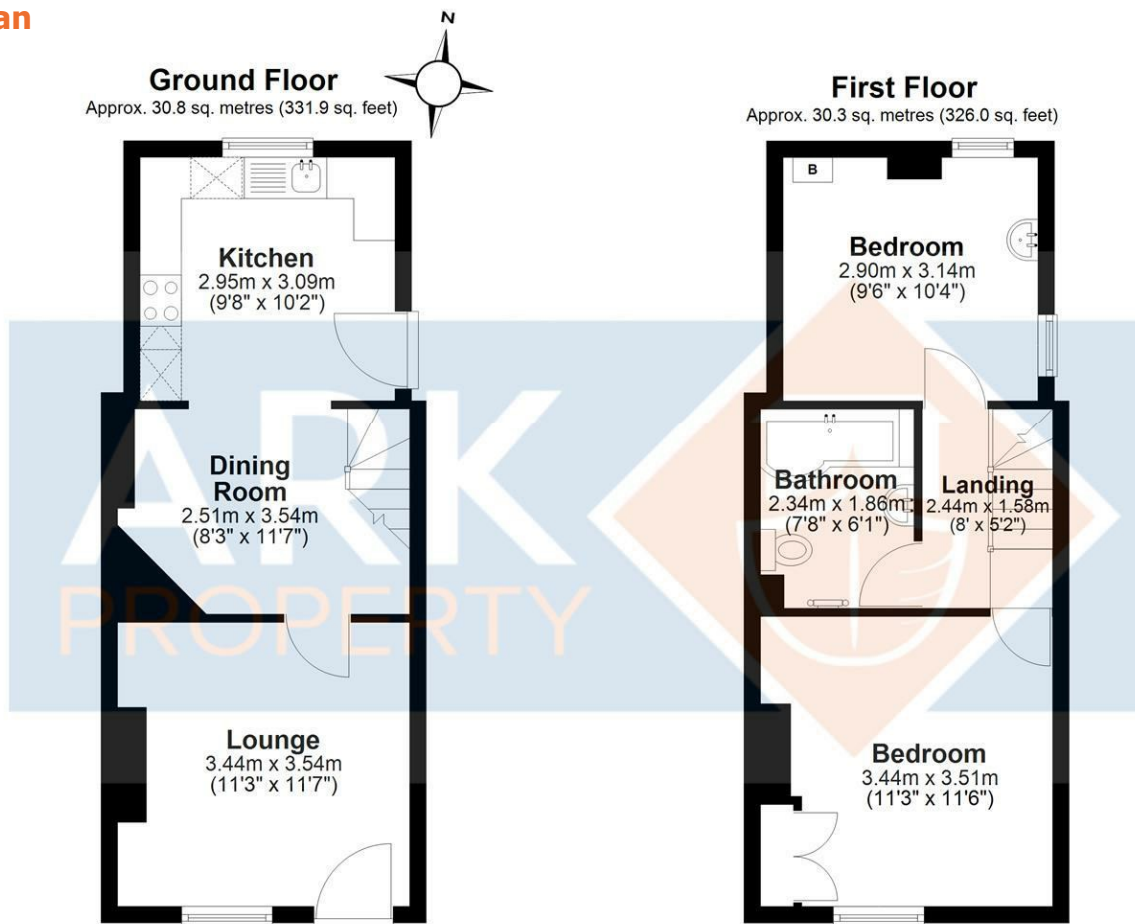 an
N
Ground Floor
Approx. 30.8 sq. metres (331.9 sq. feet)
Kitchen
2.95m x 3.09m
(9'8" x 10'2")
Dining
Room
2.51m x 3.54m
(8'3" x 11'7")
Lounge
3.44m x 3.54m
(11'3" x 11'7")
First Floor
Approx. 30.3 sq. metres (326.0 sq. feet)
B
Bedroom
2.90m x 3.14m
(9'6" x 10'4")
Bathroom
2.34m x 1.86m
(7'8" x 6'1")
Landing
2.44m x 1.58m
(8' x 5'2")
Bedroom
3.44m x 3.51m
(11'3" x 11'6")
ARK
PROPERTY